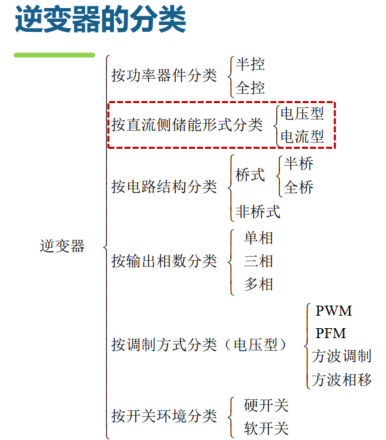 逆变器的分类
逆变器
按功率器件分类
半控
全控
按直流侧储能形式分类
电压型
电流型
按电路结构分类
桥式
半桥
全桥
非桥式
按输出相数分类
单相
三相
多相
按调制方式分类（电压型）
PWM
PFM
方波调制
方波相移
按开关环境分类
硬开关
软开关